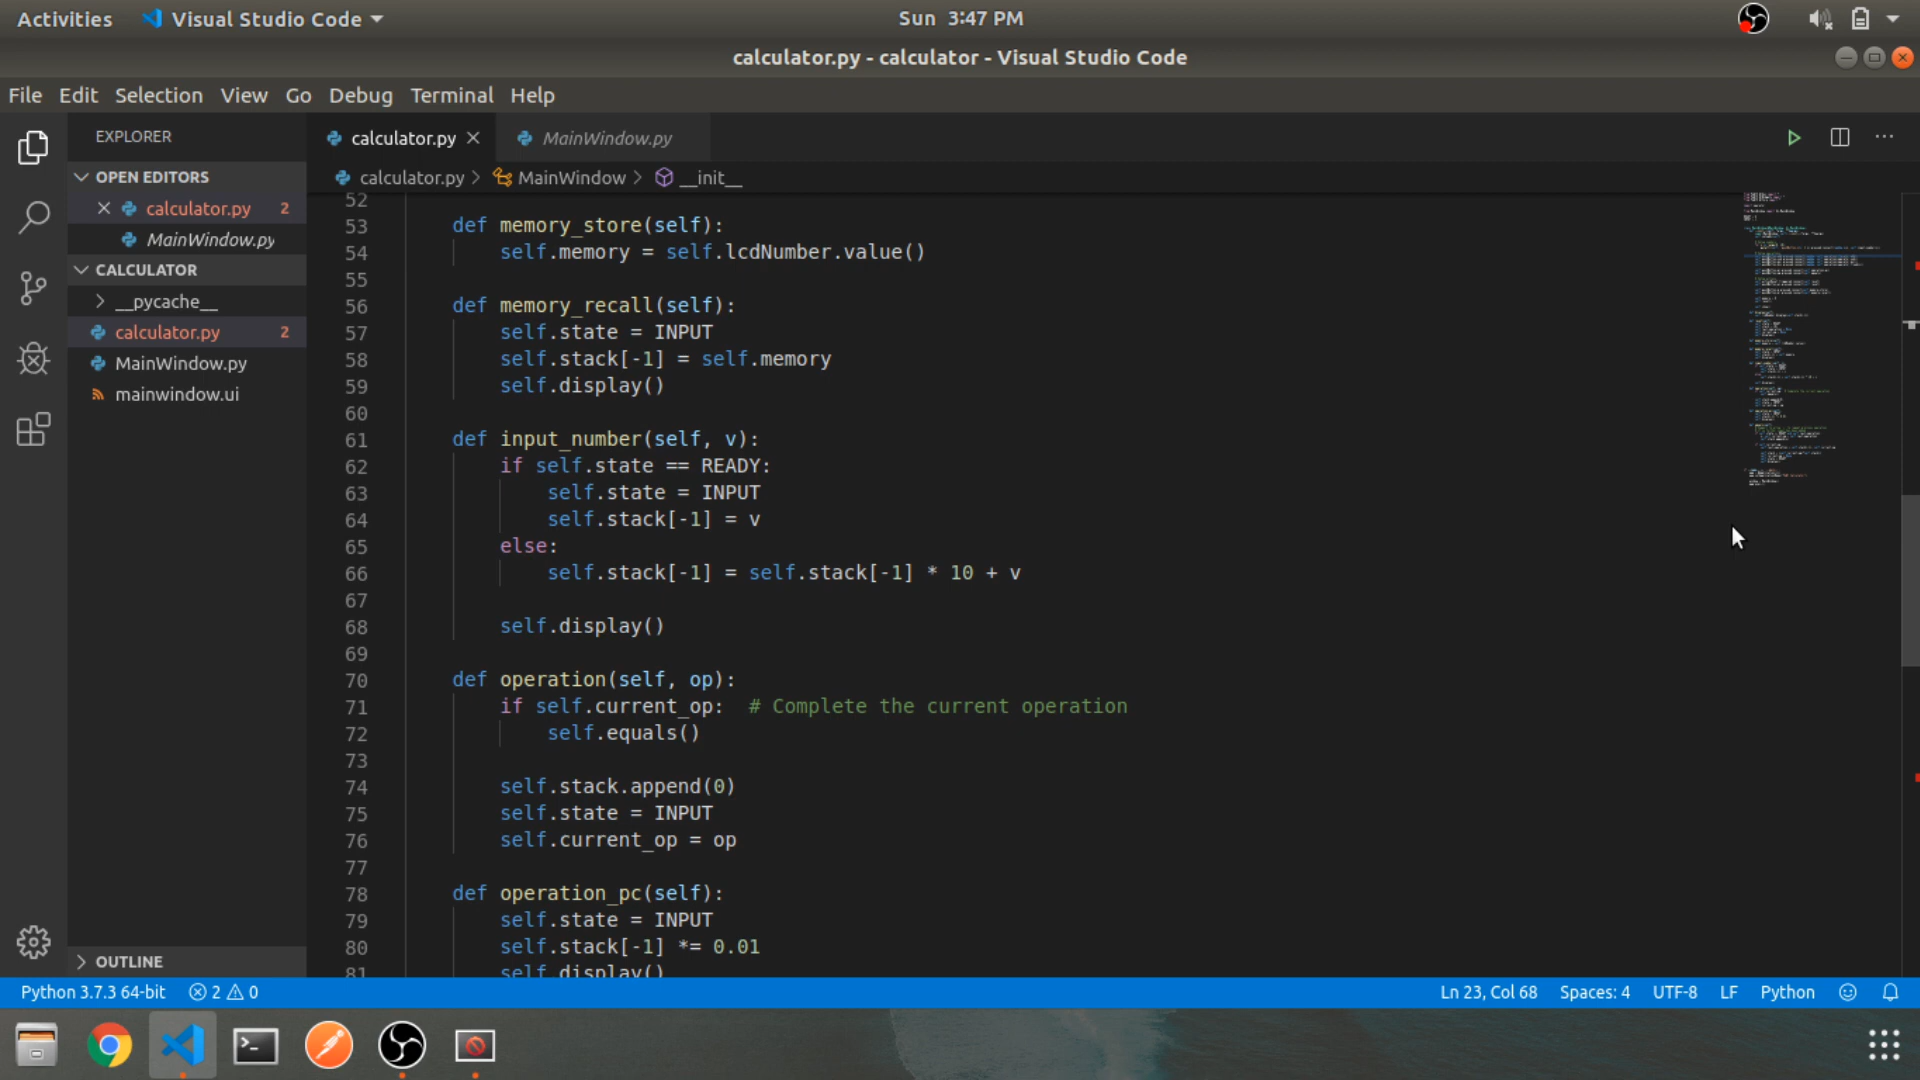 Activities
Visual Studio Code
Sun 3:47 PM
calculator.py - calculator - Visual Studio Code
File Edit Selection View Go Debug Terminal Help
EXPLORER
OPEN EDITORS
calculator.py 2
MainWindow.py
CALCULATOR
__pycache__
calculator.py 2
MainWindow.py
mainwindow.ui
OUTLINE
calculator.py
MainWindow.py
calculator.py > MainWindow > __init__
52
53 def memory_store(self):
54 self.memory = self.lcdNumber.value()
55
56 def memory_recall(self):
57 self.state = INPUT
58 self.stack[-1] = self.memory
59 self.display()
60
61 def input_number(self, v):
62 if self.state == READY:
63 self.state = INPUT
64 self.stack[-1] = v
65 else:
66 self.stack[-1] = self.stack[-1] * 10 + v
67
68 self.display()
69
70 def operation(self, op):
71 if self.current_op: # Complete the current operation
72 self.equals()
73
74 self.stack.append(0)
75 self.state = INPUT
76 self.current_op = op
77
78 def operation_pc(self):
79 self.state = INPUT
80 self.stack[-1] *= 0.01
81 self.display()
Python 3.7.3 64-bit 2 0
Ln 23, Col 68 Spaces: 4 UTF-8 LF Python